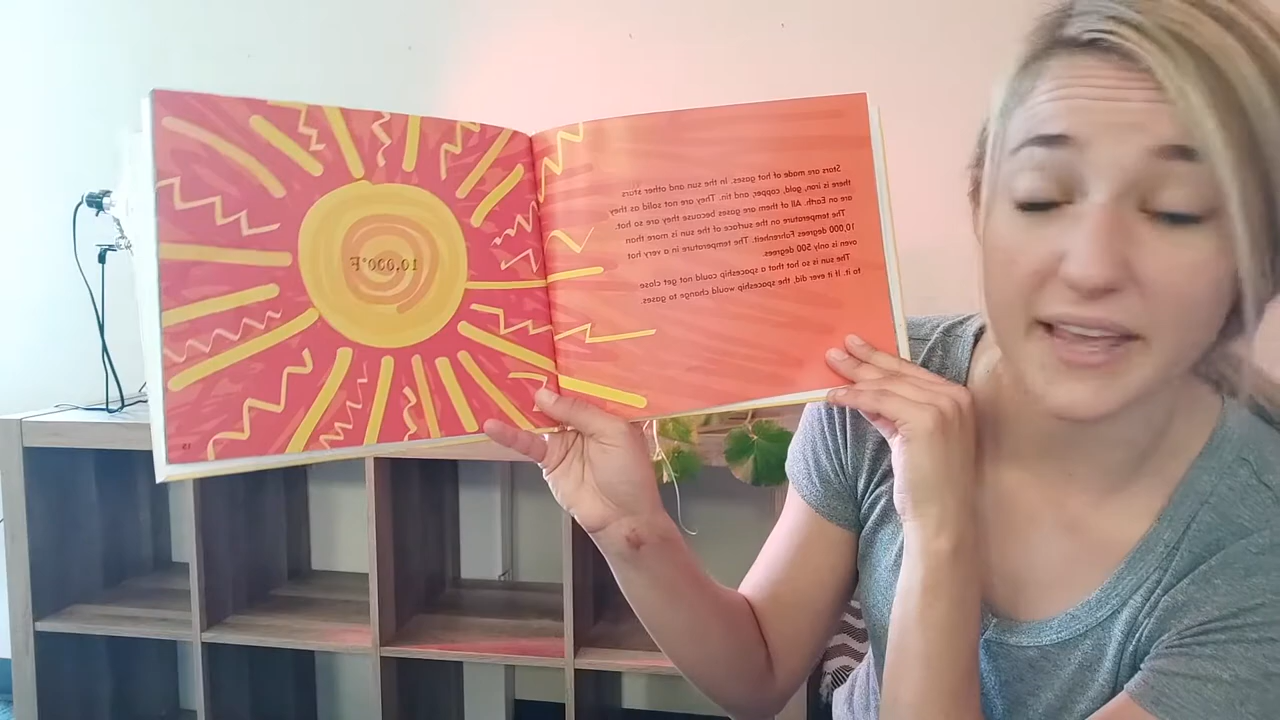 Stars are made of hot gases. In the sun and other stars
there is iron, gold, copper, and tin. They are not solid as they
are on Earth. All of them are gases because they are so hot.
The temperature on the surface of the sun is more than
10,000 degrees Fahrenheit. The temperature in a very hot
oven is only 500 degrees.
The sun is so hot that a spaceship could not get close
to it. If it ever did, the spaceship would change to gases.
10,000°F
15